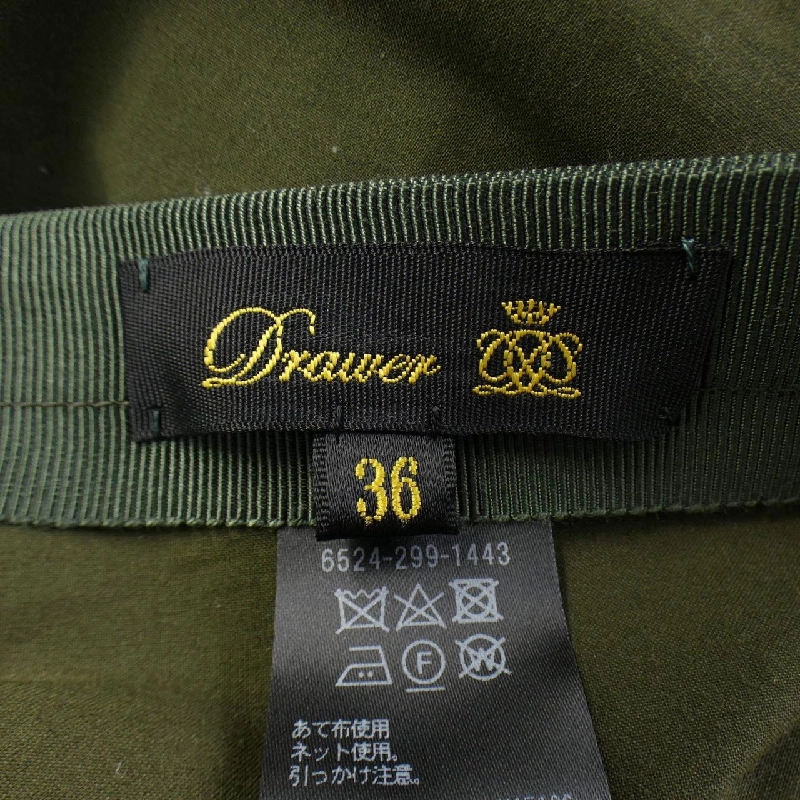 Drawer
36
6524-299-1443
F
W
あて布使用
ネット使用。
引っかけ注意。